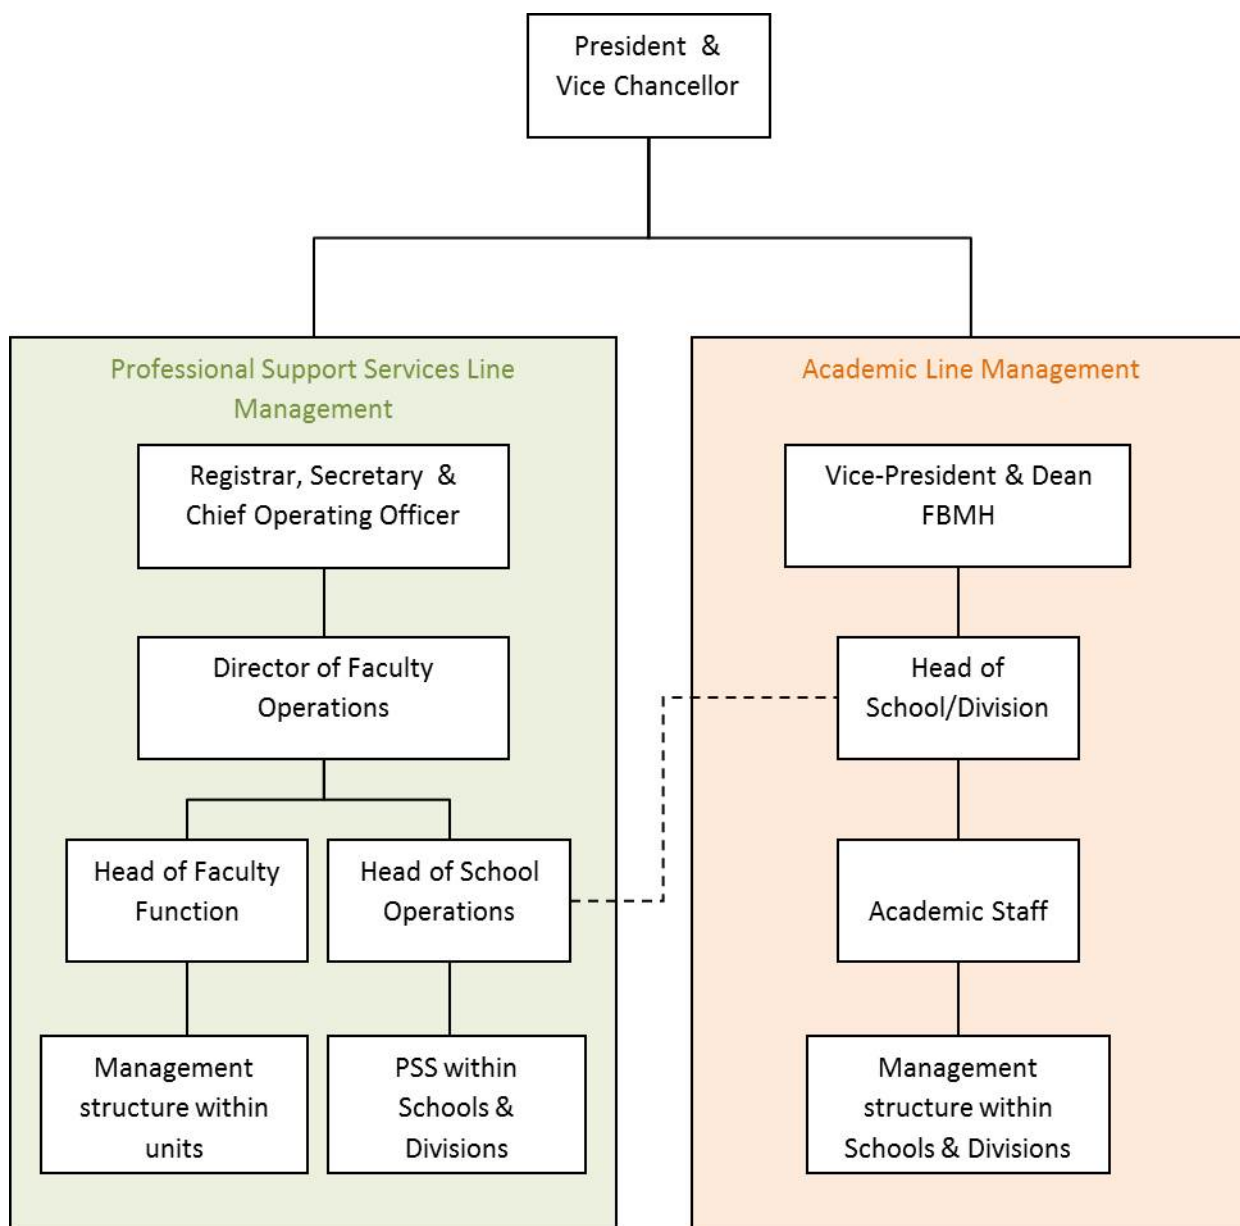 President &
Vice Chancellor
Professional Support Services Line
Management
Registrar, Secretary &
Chief Operating Officer
Director of Faculty
Operations
Head of Faculty
Function
Head of School
Operations
Management
structure within
units
PSS within
Schools &
Divisions
Academic Line Management
Vice-President & Dean
FBMH
Head of
School/Division
Academic Staff
Management
structure within
Schools & Divisions